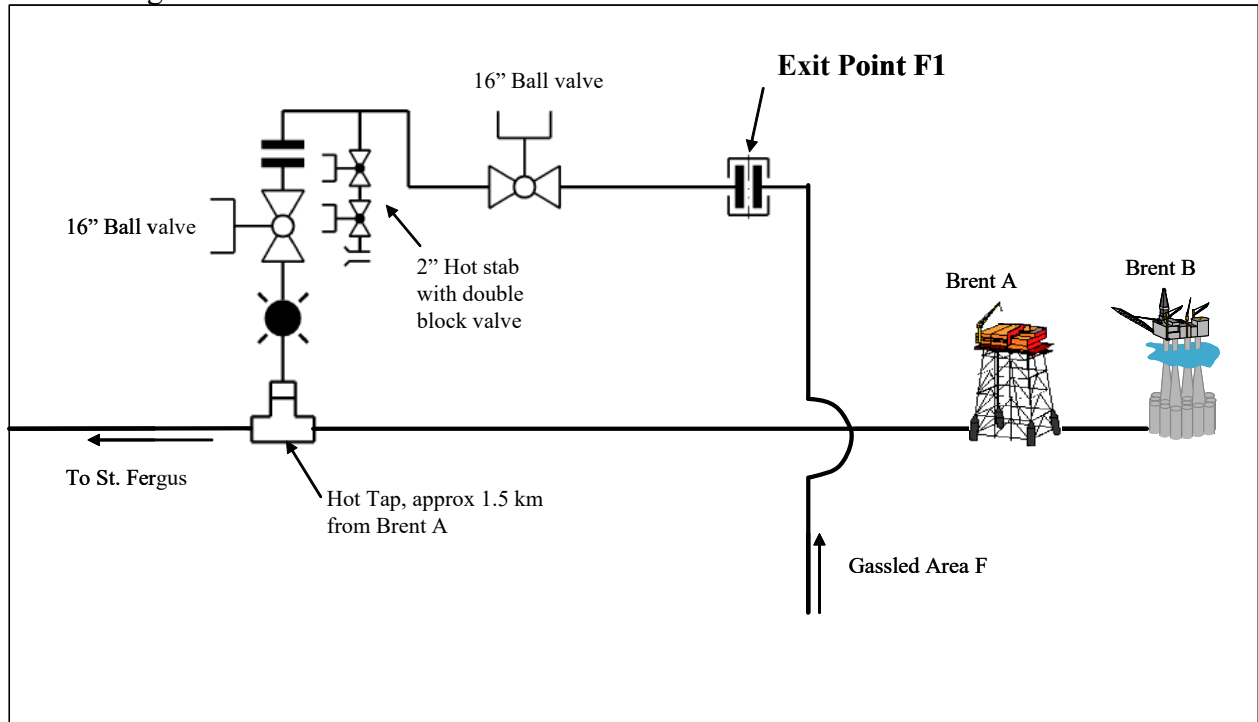 Exit Point F1
16” Ball valve
16” Ball valve
2” Hot stab
with double
block valve
Brent A
Brent B
To St. Fergus
Hot Tap, approx 1.5 km
from Brent A
Gassled Area F